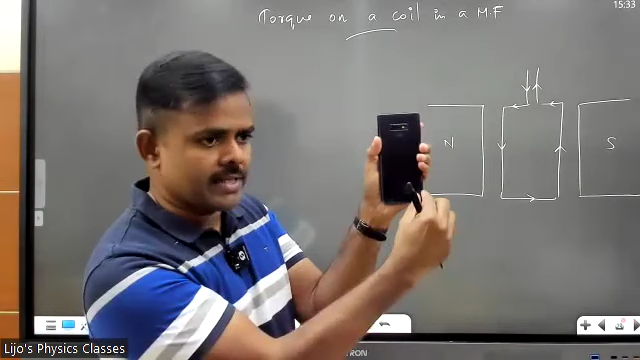 15:33
Torque on a coil in a M.F
N
S
Lijo's Physics Classes